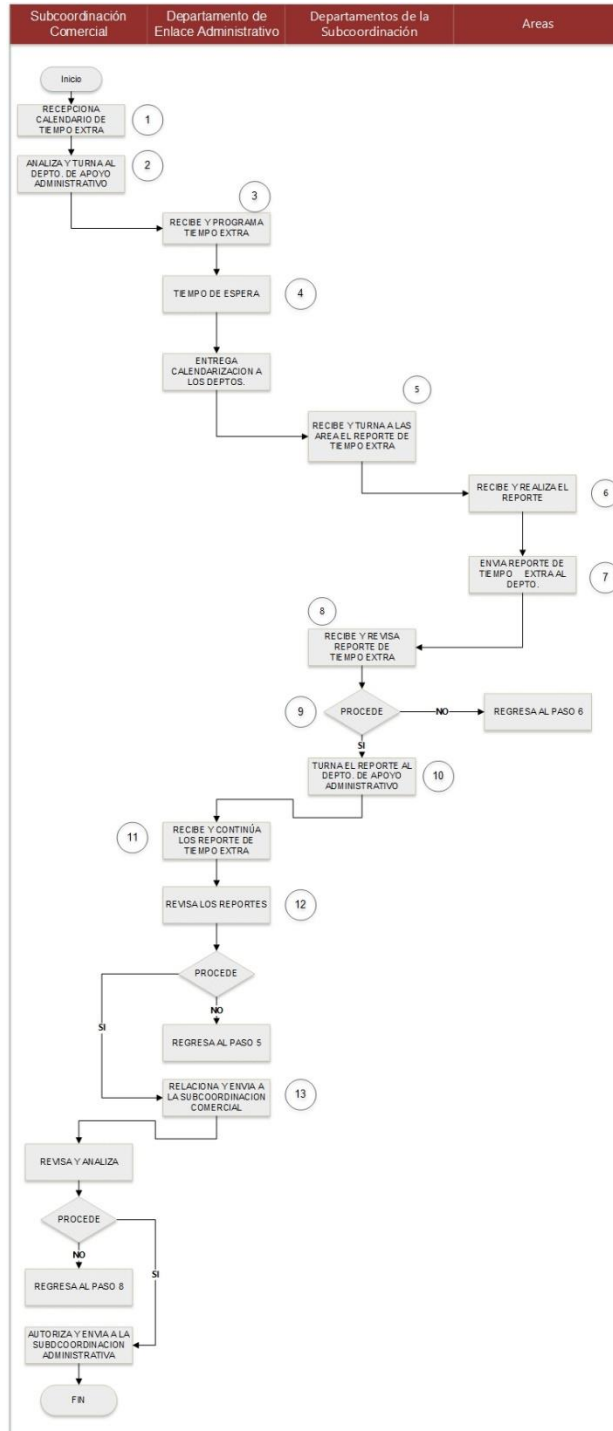 Subcoordinación
Comercial
Departamento de
Enlace Administrativo
Departamentos de la
Subcoordinación
Areas
Inicio
RECEPCIONA
CALENDARIO DE
TIEMPO EXTRA
1
ANALIZA Y TURNA AL
DEPTO. DE APOYO
ADMINISTRATIVO
2
3
RECIBE Y PROGRAMA
TIEMPO EXTRA
TIEMPO DE ESPERA
4
ENTREGA
CALENDARIZACION A
LOS DEPTOS.
5
RECIBE Y TURNA A LAS
AREA EL REPORTE DE
TIEMPO EXTRA
RECIBE Y REALIZA EL
REPORTE
6
ENVIA REPORTE DE
TIEMPO EXTRA AL
DEPTO.
7
8
RECIBE Y REVISA
REPORTE DE
TIEMPO EXTRA
9
PROCEDE
NO
REGRESA AL PASO 6
SI
TURNA EL REPORTE AL
DEPTO. DE APOYO
ADMINISTRATIVO
10
11
RECIBE Y CONTINÚA
LOS REPORTE DE
TIEMPO EXTRA
REVISA LOS REPORTES
12
PROCEDE
NO
SI
REGRESA AL PASO 5
RELACIONA Y ENVIA A
LA SUBCOORDINACION
COMERCIAL
13
REVISA Y ANALIZA
PROCEDE
NO
SI
REGRESA AL PASO 8
AUTORIZA Y ENVIA A LA
SUBDCOORDINACION
ADMINISTRATIVA
FIN